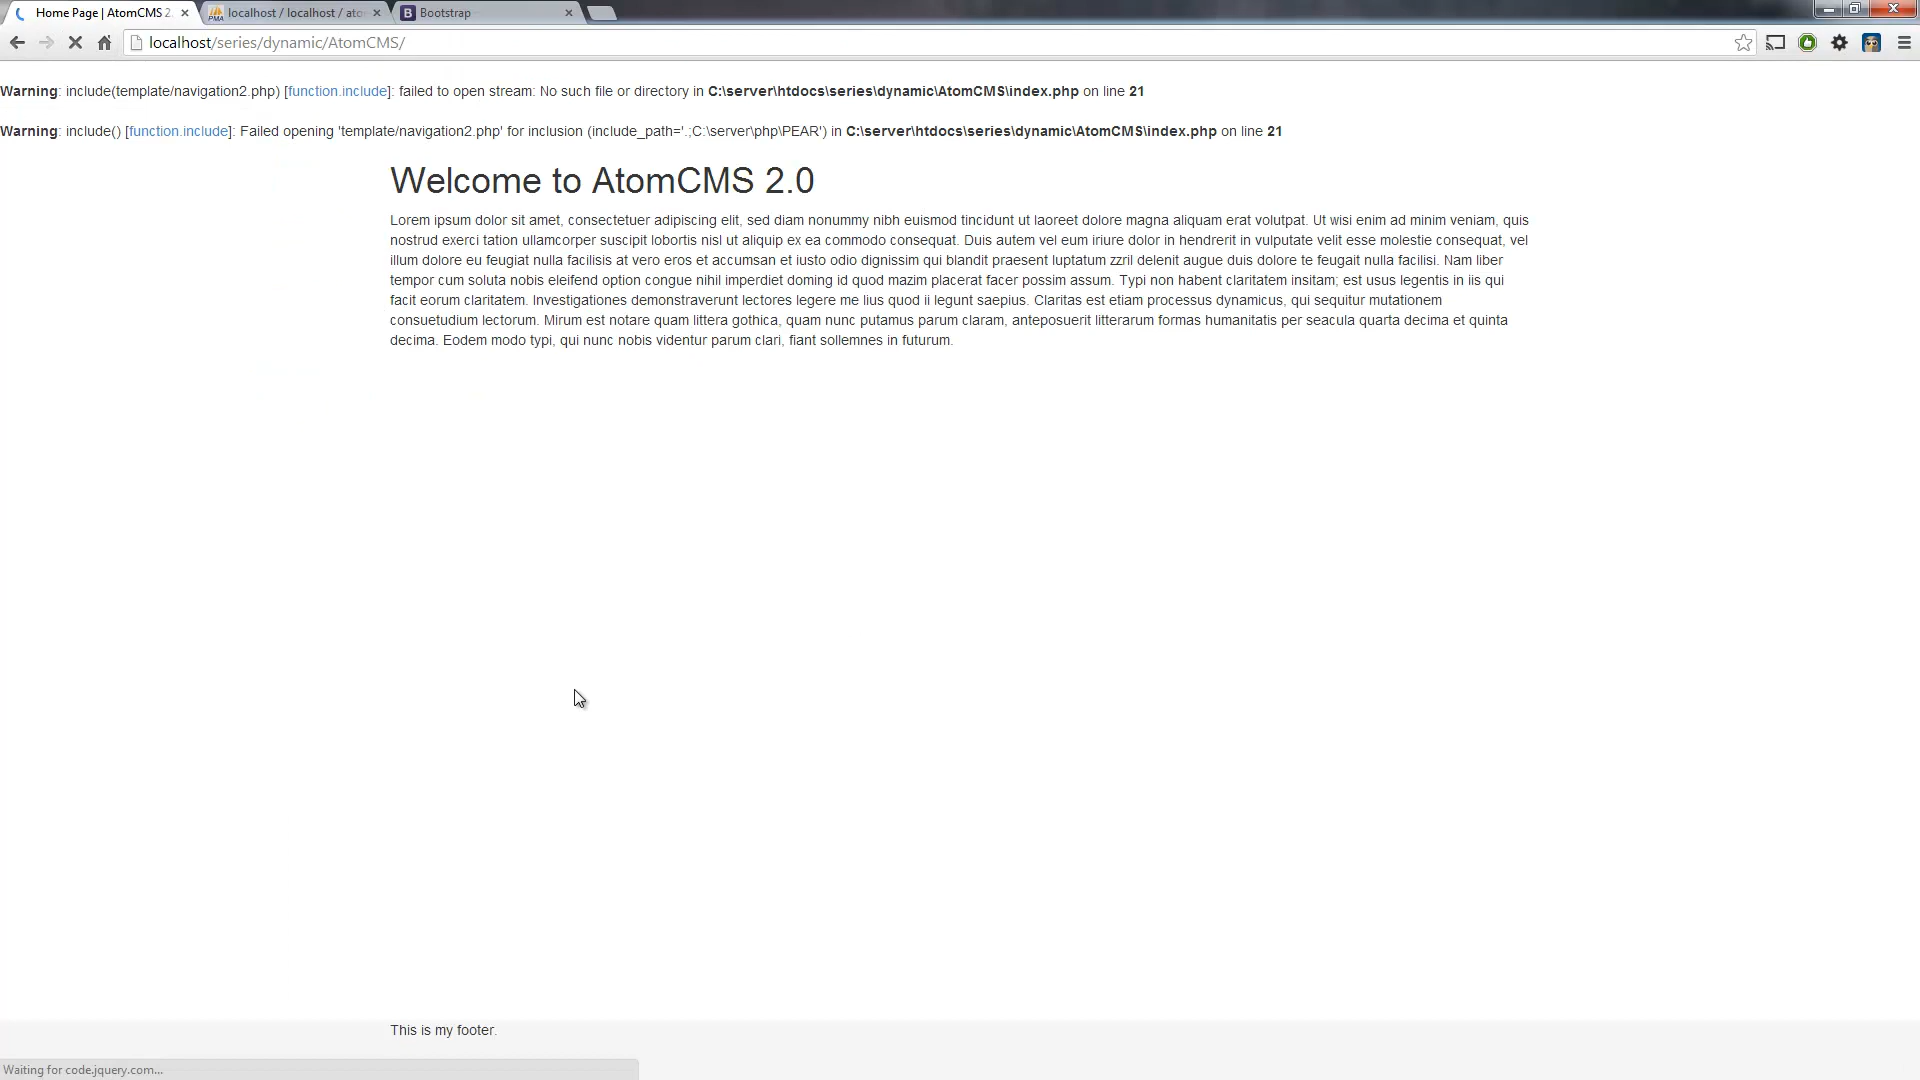 Home Page | AtomCMS 2.
localhost / localhost / ato
Bootstrap
localhost/series/dynamic/AtomCMS/
Warning: include(template/navigation2.php) [function.include]: failed to open stream: No such file or directory in C:\server\htdocs\series\dynamic\AtomCMS\index.php on line 21
Warning: include() [function.include]: Failed opening 'template/navigation2.php' for inclusion (include_path='.;C:\server\php\PEAR') in C:\server\htdocs\series\dynamic\AtomCMS\index.php on line 21
Welcome to AtomCMS 2.0
Lorem ipsum dolor sit amet, consectetuer adipiscing elit, sed diam nonummy nibh euismod tincidunt ut laoreet dolore magna aliquam erat volutpat. Ut wisi enim ad minim veniam, quis
nostrud exerci tation ullamcorper suscipit lobortis nisl ut aliquip ex ea commodo consequat. Duis autem vel eum iriure dolor in hendrerit in vulputate velit esse molestie consequat, vel
illum dolore eu feugiat nulla facilisis at vero eros et accumsan et iusto odio dignissim qui blandit praesent luptatum zzril delenit augue duis dolore te feugait nulla facilisi. Nam liber
tempor cum soluta nobis eleifend option congue nihil imperdiet doming id quod mazim placerat facer possim assum. Typi non habent claritatem insitam; est usus legentis in iis qui
facit eorum claritatem. Investigationes demonstraverunt lectores legere me lius quod ii legunt saepius. Claritas est etiam processus dynamicus, qui sequitur mutationem
consuetudium lectorum. Mirum est notare quam littera gothica, quam nunc putamus parum claram, anteposuerit litterarum formas humanitatis per seacula quarta decima et quinta
decima. Eodem modo typi, qui nunc nobis videntur parum clari, fiant sollemnes in futurum.
This is my footer.
Waiting for code.jquery.com...